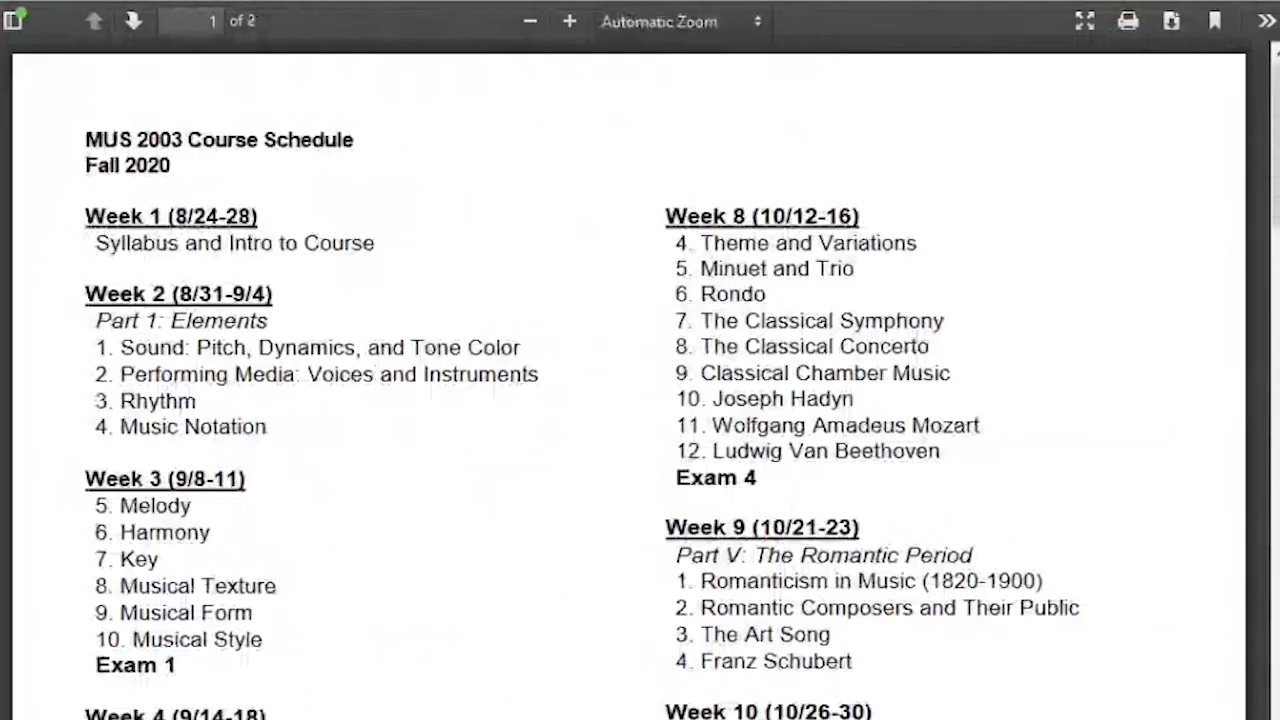 1 of 2
Automatic Zoom
MUS 2003 Course Schedule
Fall 2020
Week 1 (8/24-28)
Syllabus and Intro to Course
Week 2 (8/31-9/4)
Part 1: Elements
1. Sound: Pitch, Dynamics, and Tone Color
2. Performing Media: Voices and Instruments
3. Rhythm
4. Music Notation
Week 3 (9/8-11)
5. Melody
6. Harmony
7. Key
8. Musical Texture
9. Musical Form
10. Musical Style
Exam 1
Week 4 (9/14-18)
Week 8 (10/12-16)
4. Theme and Variations
5. Minuet and Trio
6. Rondo
7. The Classical Symphony
8. The Classical Concerto
9. Classical Chamber Music
10. Joseph Hadyn
11. Wolfgang Amadeus Mozart
12. Ludwig Van Beethoven
Exam 4
Week 9 (10/21-23)
Part V: The Romantic Period
1. Romanticism in Music (1820-1900)
2. Romantic Composers and Their Public
3. The Art Song
4. Franz Schubert
Week 10 (10/26-30)